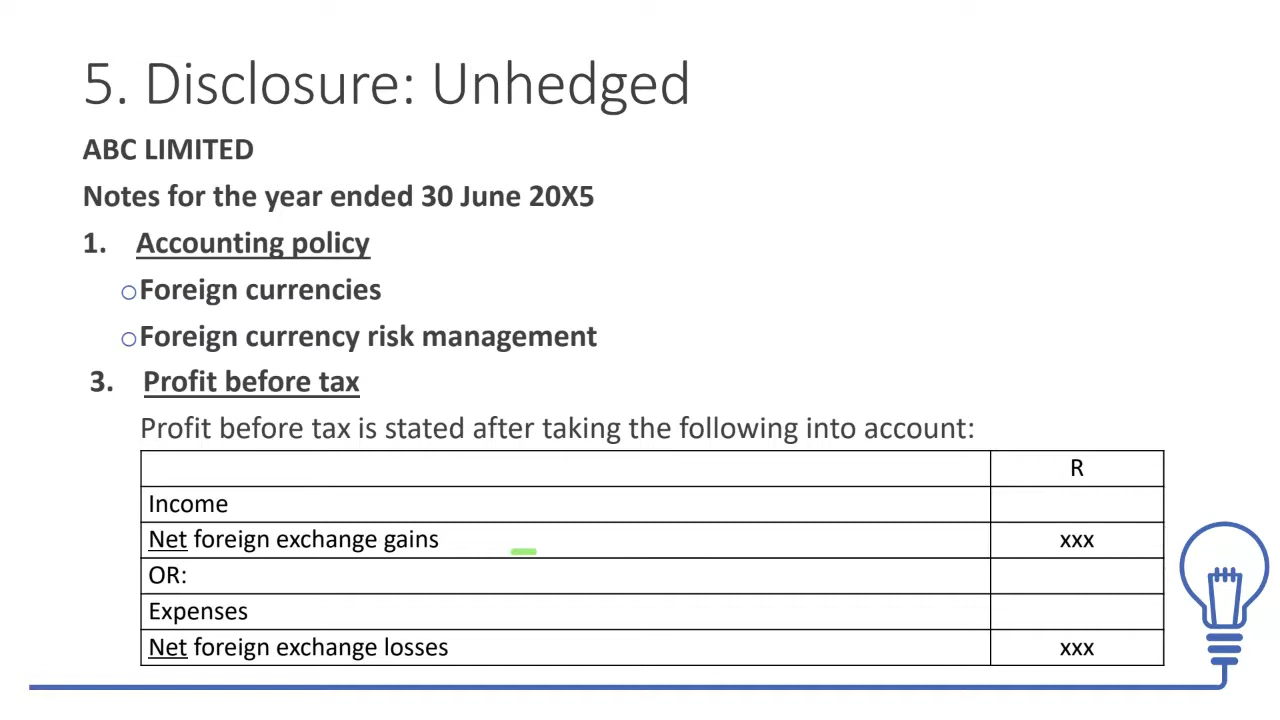 5. Disclosure: Unhedged
ABC LIMITED
Notes for the year ended 30 June 20X5
1. Accounting policy
Foreign currencies
Foreign currency risk management
3. Profit before tax
Profit before tax is stated after taking the following into account:
R
Income
Net foreign exchange gains xxx
OR:
Expenses
Net foreign exchange losses xxx